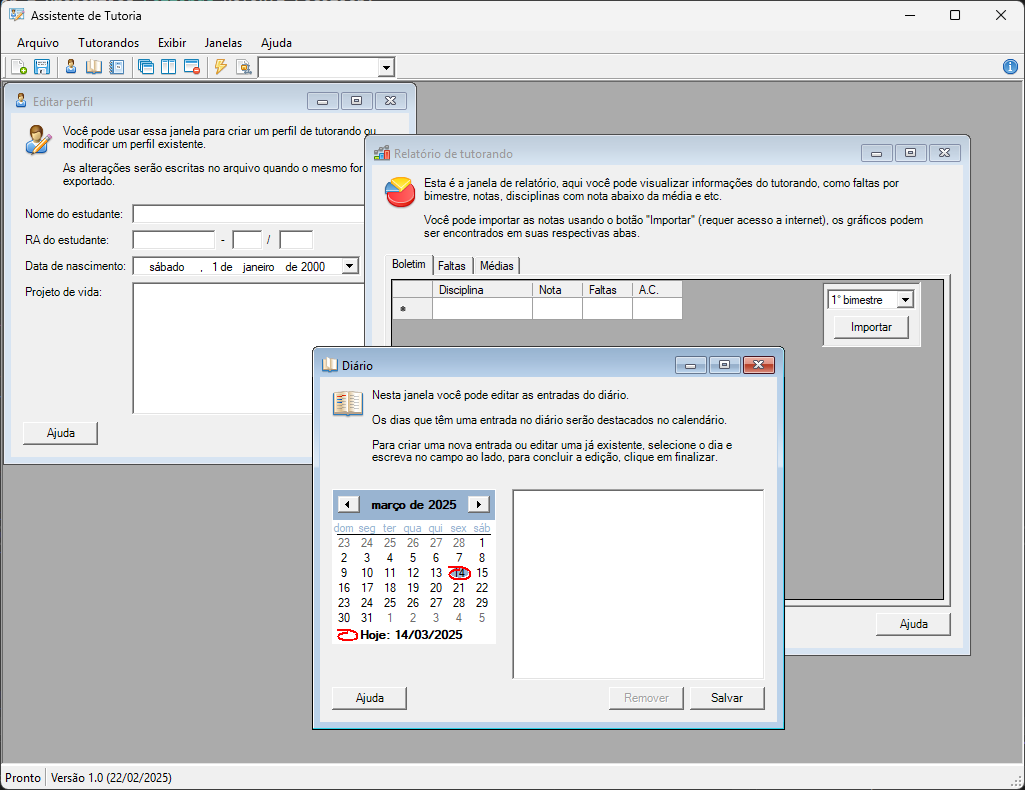 Assistente de Tutoria
Arquivo Tutorandos Exibir Janelas Ajuda
Editar perfil
Você pode usar essa janela para criar um perfil de tutorando ou
modificar um perfil existente.
As alterações serão escritas no arquivo quando o mesmo for
exportado.
Nome do estudante:
RA do estudante: - /
Data de nascimento: sábado , 1 de janeiro de 2000
Projeto de vida:
Ajuda
Relatório de tutorando
Esta é a janela de relatório, aqui você pode visualizar informações do tutorando, como faltas por
bimestre, notas, disciplinas com nota abaixo da média e etc.
Você pode importar as notas usando o botão "Importar" (requer acesso a internet), os gráficos podem
ser encontrados em suas respectivas abas.
Boletim Faltas Médias
Disciplina Nota Faltas A.C.
1° bimestre
Importar
Ajuda
Diário
Nesta janela você pode editar as entradas do diário.
Os dias que têm uma entrada no diário serão destacados no calendário.
Para criar uma nova entrada ou editar uma já existente, selecione o dia e
escreva no campo ao lado, para concluir a edição, clique em finalizar.
março de 2025
dom seg ter qua qui sex sáb
23 24 25 26 27 28 1
2 3 4 5 6 7 8
9 10 11 12 13 14 15
16 17 18 19 20 21 22
23 24 25 26 27 28 29
30 31 1 2 3 4 5
Hoje: 14/03/2025
Ajuda Remover Salvar
Pronto Versão 1.0 (22/02/2025)